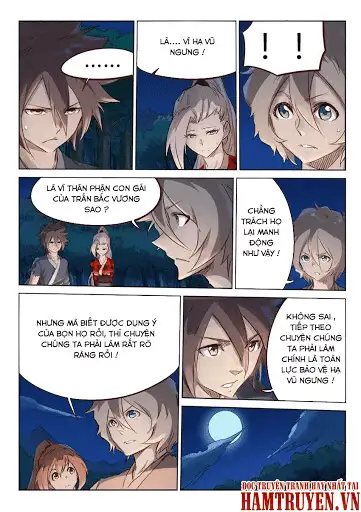 ......
LÀ.... VÌ HẠ VŨ
NGƯNG !
! !
LÀ VÌ THÂN PHẬN CON GÁI
CỦA TRẤN BẮC VƯƠNG
SAO ?
CHẲNG
TRÁCH HỌ
LẠI MANH
ĐỘNG
NHƯ VẬY !
NHƯNG MÀ BIẾT ĐƯỢC DỤNG Ý
CỦA BỌN HỌ RỒI, THÌ CHUYỆN
CHÚNG TA PHẢI LÀM RẤT RÕ
RÀNG RỒI !
KHÔNG SAI ,
TIẾP THEO
CHUYỆN CHÚNG
TA PHẢI LÀM
CHÍNH LÀ TOÀN
LỰC BẢO VỆ HẠ
VŨ NGƯNG !
ĐỌC TRUYỆN TRANH HAY NHẤT TẠI
HAMTRUYEN.VN